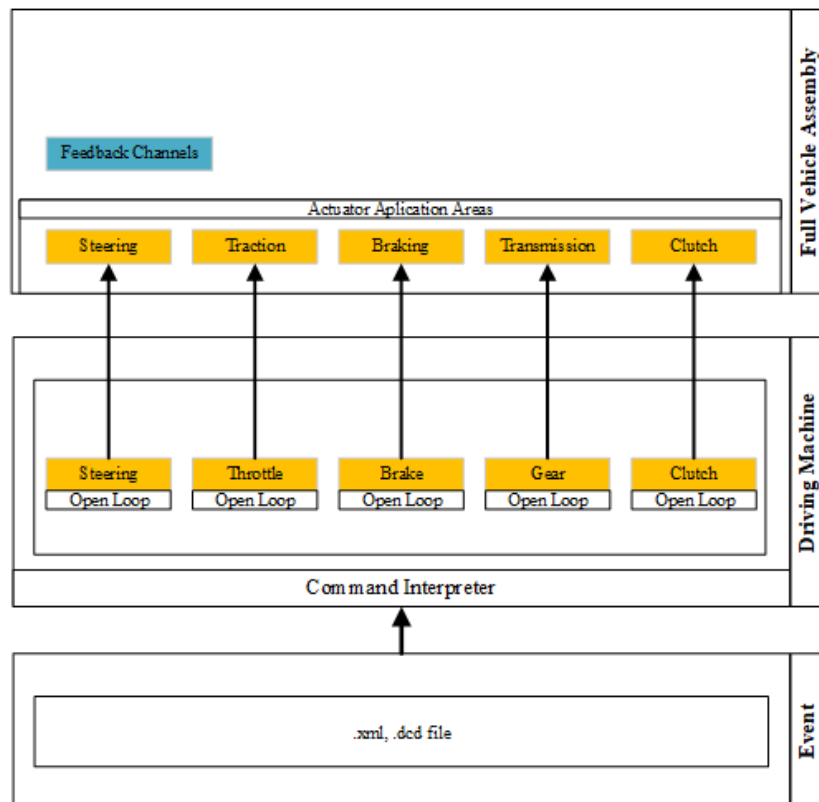 Full Vehicle Assembly
Feedback Channels
Actuator Aplication Areas
Steering Traction Braking Transmission Clutch
Driving Machine
Steering Throttle Brake Gear Clutch
Open Loop Open Loop Open Loop Open Loop Open Loop
Command Interpreter
Event
.xml, .dcd file